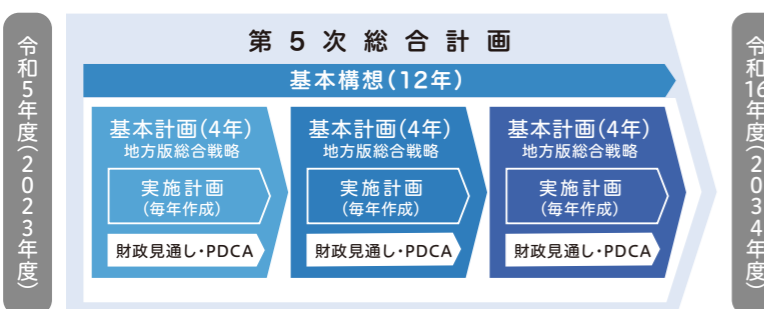 令和5年度(2023年度)
第5次総合計画
基本構想(12年)
基本計画(4年)
地方版総合戦略
実施計画
(毎年作成)
財政見通し・PDCA
基本計画(4年)
地方版総合戦略
実施計画
(毎年作成)
財政見通し・PDCA
基本計画(4年)
地方版総合戦略
実施計画
(毎年作成)
財政見通し・PDCA
令和16年度(2034年度)